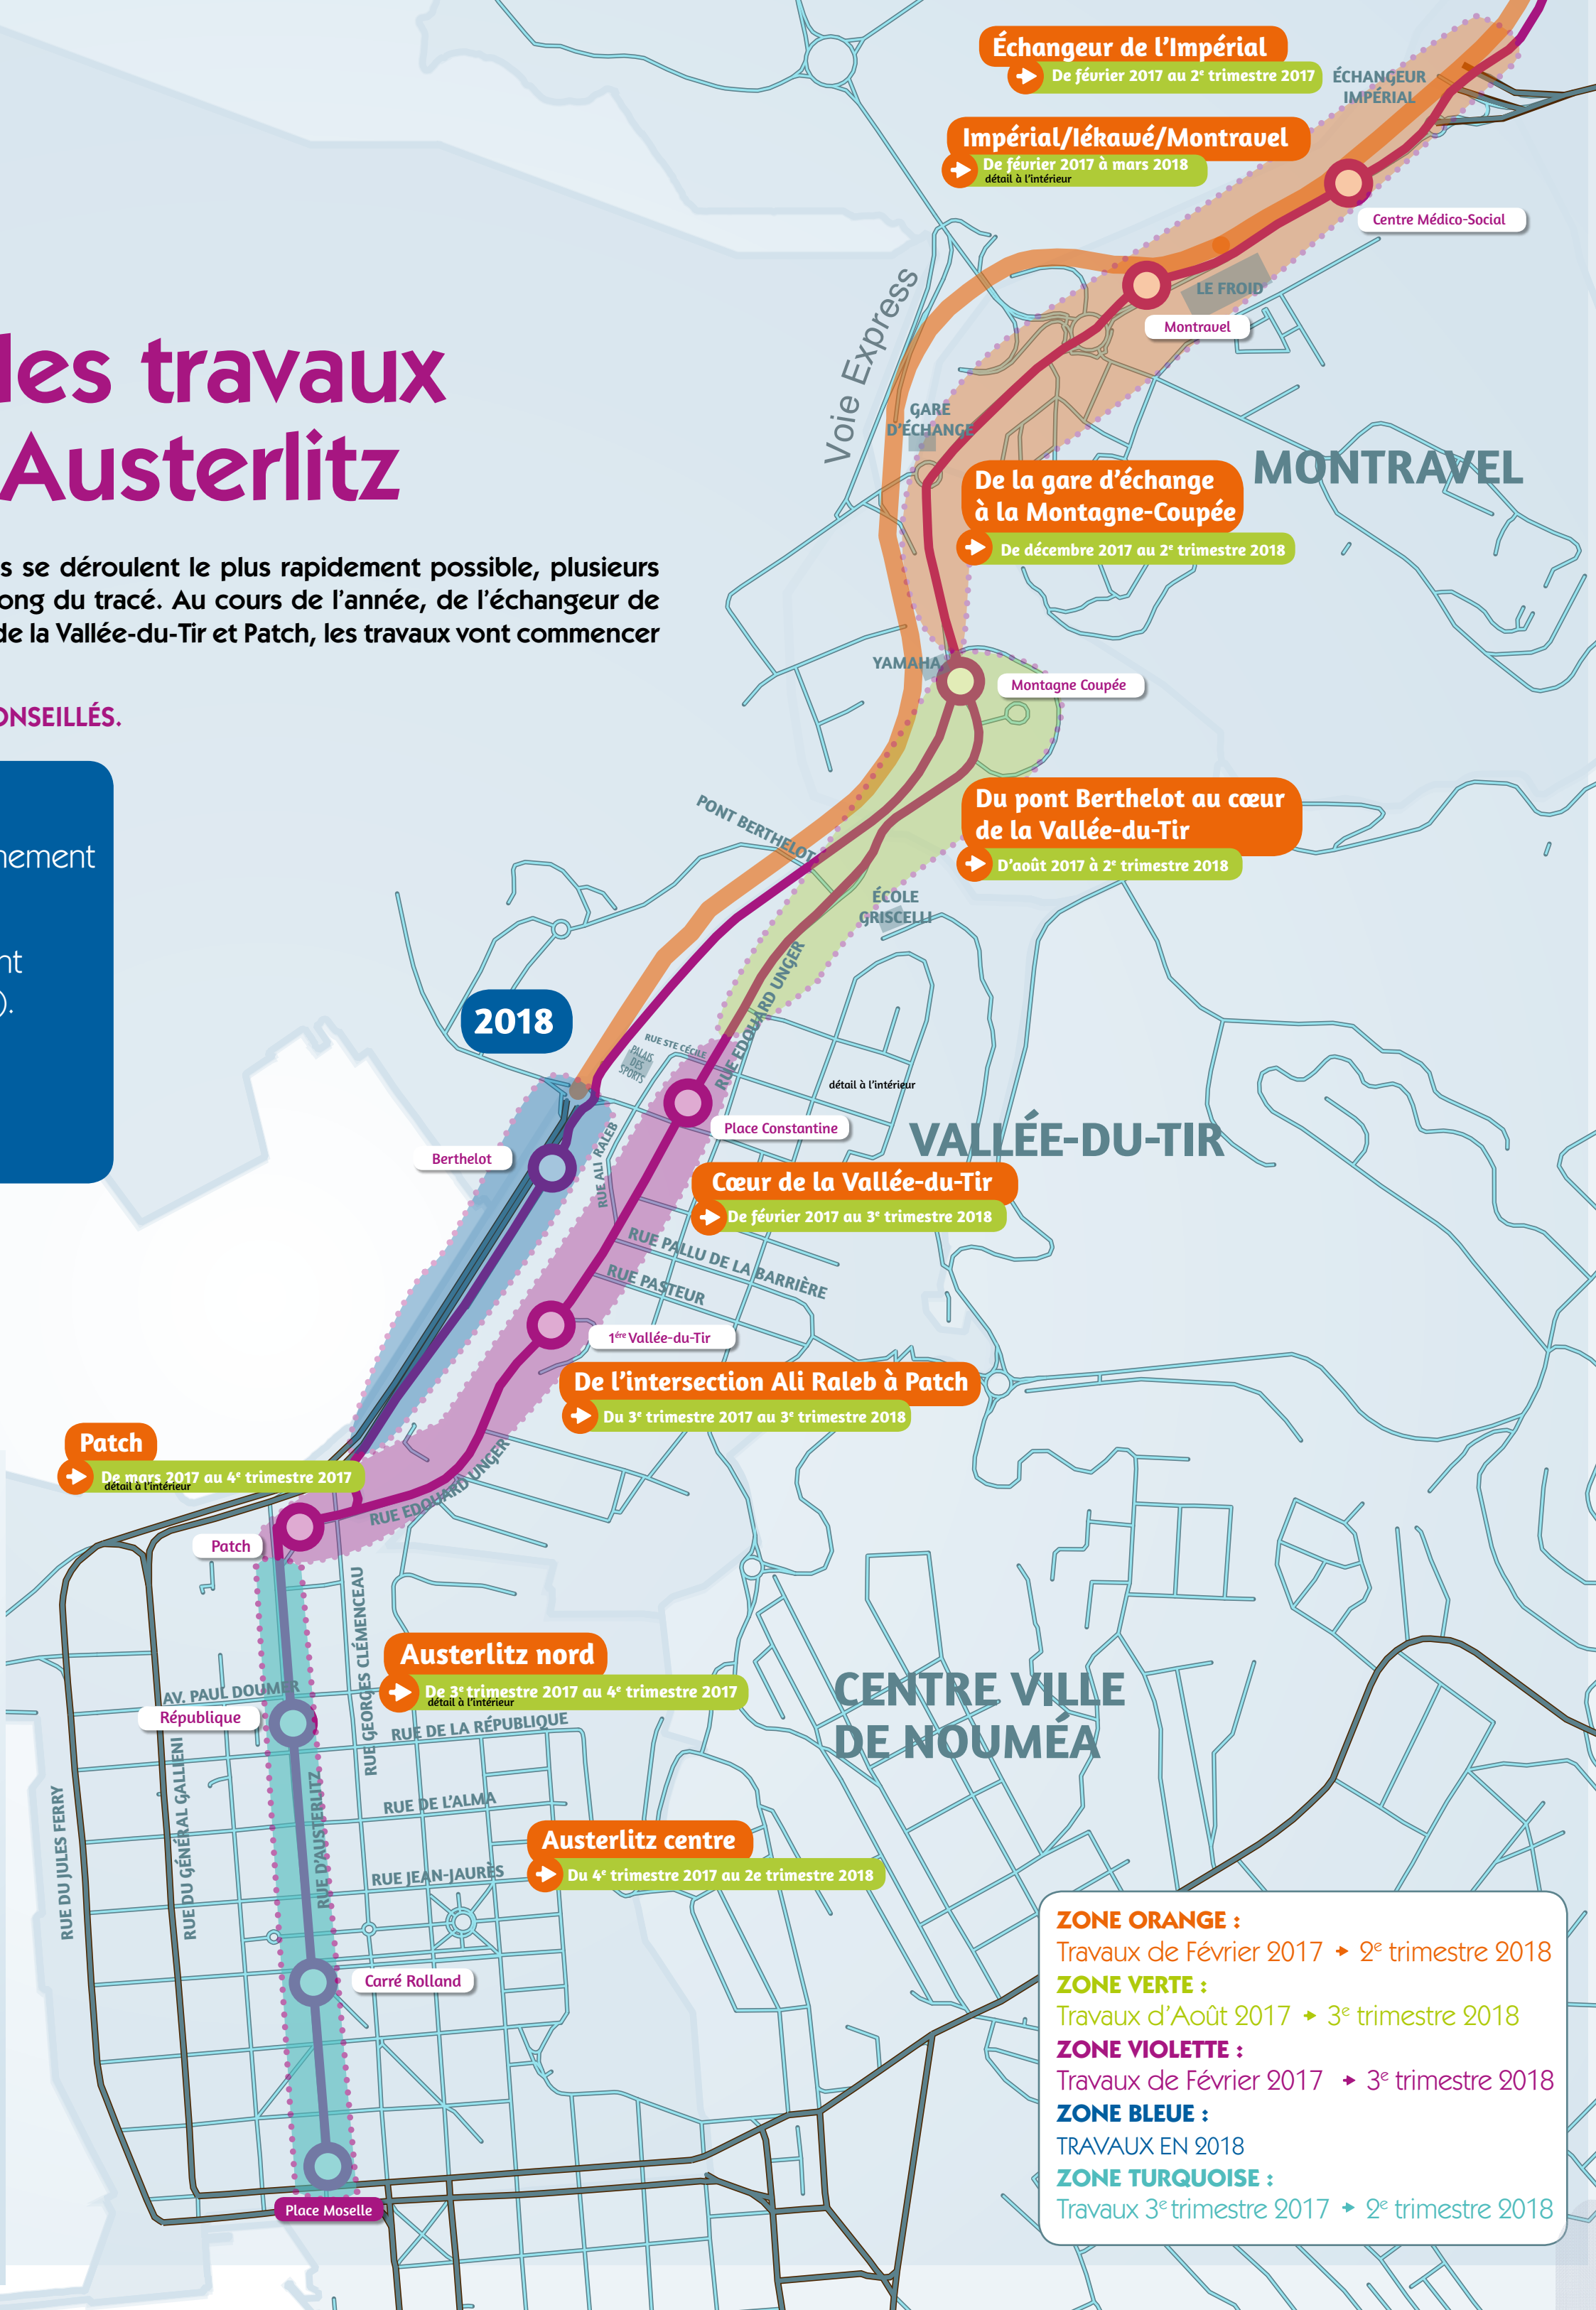 Échangeur de l'Impérial
De février 2017 au 2e trimestre 2017
ÉCHANGEUR
IMPÉRIAL
Impérial/Iékawé/Montravel
De février 2017 à mars 2018
détail à l'intérieur
Centre Médico-Social
LE FROID
Montravel
Voie Express
les travaux
Austerlitz
GARE
D'ÉCHANGE
MONTRAVEL
De la gare d'échange
à la Montagne-Coupée
De décembre 2017 au 2e trimestre 2018
s se déroulent le plus rapidement possible, plusieurs
ong du tracé. Au cours de l'année, de l'échangeur de
de la Vallée-du-Tir et Patch, les travaux vont commencer
YAMAHA
Montagne Coupée
ONSEILLÉS.
nement
nt
).
PONT BERTHELOT
Du pont Berthelot au cœur
de la Vallée-du-Tir
D'août 2017 à 2e trimestre 2018
ÉCOLE
GRISCELLI
RUE EDOUARD UNGER
2018
RUE STE CÉCILE
PALAIS
DES
SPORTS
détail à l'intérieur
Place Constantine
VALLÉE-DU-TIR
Berthelot
RUE ALI RALEB
Cœur de la Vallée-du-Tir
De février 2017 au 3e trimestre 2018
RUE PALLU DE LA BARRIÈRE
RUE PASTEUR
1ére Vallée-du-Tir
De l'intersection Ali Raleb à Patch
Du 3e trimestre 2017 au 3e trimestre 2018
Patch
De mars 2017 au 4e trimestre 2017
détail à l'intérieur
RUE EDOUARD UNGER
Patch
RUE GEORGES CLÉMENCEAU
Austerlitz nord
De 3e trimestre 2017 au 4e trimestre 2017
détail à l'intérieur
AV. PAUL DOUMER
République
RUE DE LA RÉPUBLIQUE
CENTRE VILLE
DE NOUMÉA
RUE DU JULES FERRY
RUE DU GÉNÉRAL GALLENI
RUE D'AUSTERLITZ
RUE DE L'ALMA
Austerlitz centre
Du 4e trimestre 2017 au 2e trimestre 2018
RUE JEAN-JAURÈS
Carré Rolland
Place Moselle
ZONE ORANGE :
Travaux de Février 2017 ➔ 2e trimestre 2018
ZONE VERTE :
Travaux d'Août 2017 ➔ 3e trimestre 2018
ZONE VIOLETTE :
Travaux de Février 2017 ➔ 3e trimestre 2018
ZONE BLEUE :
TRAVAUX EN 2018
ZONE TURQUOISE :
Travaux 3e trimestre 2017 ➔ 2e trimestre 2018